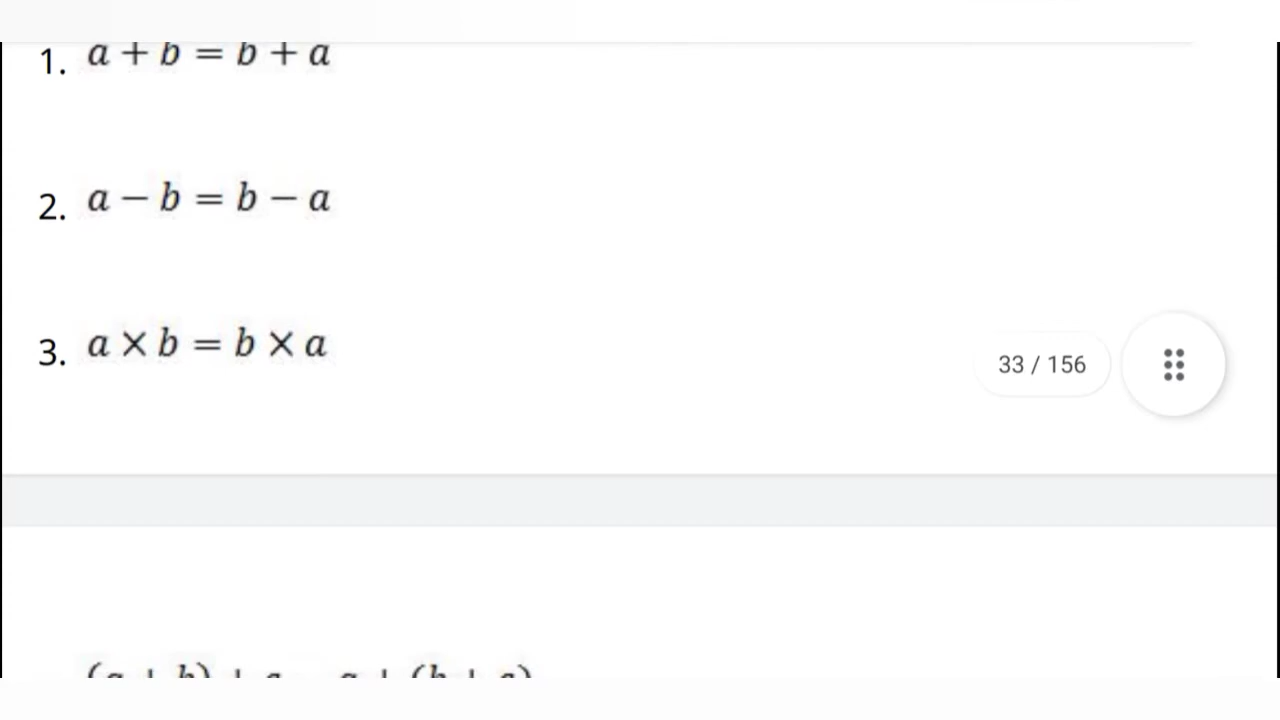 1. a + b = b + a
2. a − b = b − a
3. a × b = b × a
33 / 156
(a + b) + a + (b + a)